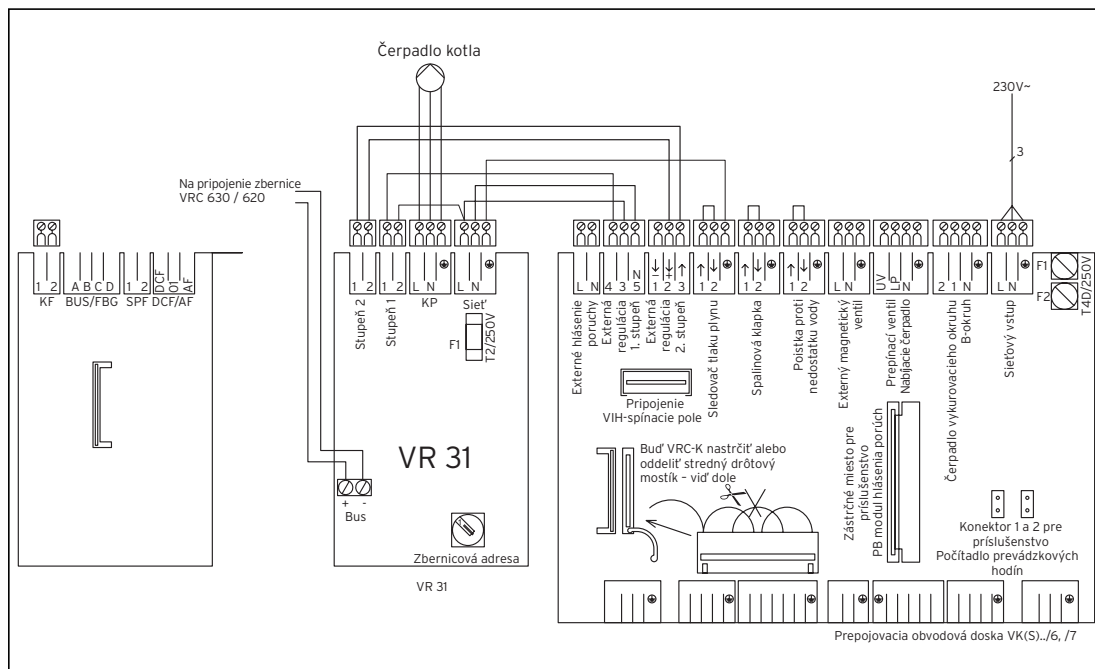 Čerpadlo kotla
230V~
3
Na pripojenie zbernice
VRC 630 / 620
1 2
KF
A B C D
BUS/FBG
1 2
SPF
DCF 01 AF
DCF/AF
1 2
Stupeň 2
1 2
Stupeň 1
L N
KP
L N
Sieť
F1
T2/250V
VR 31
+ -
Bus
Zbernicová adresa
VR 31
L N
Externé hlásenie
poruchy
4 3 5
N
Externá
regulácia
1. stupeň
- +
1 2 3
Externá
regulácia
2. stupeň
1 2
Sledovač tlaku plynu
1 2
Spalinová klapka
1 2
Poistka proti
nedostatku vody
L N
Externý magnetický
ventil
UV
LP
L N
Prepínací ventil
Nabíjacie čerpadlo
2 1 N
Čerpadlo vykurovacieho okruhu
B-okruh
L N
Sieťový vstup
F1
F2
T4D/250V
Pripojenie
VIH-spínacie pole
Buď VRC-K nastrčiť alebo
oddeliť stredný drôtový
mostík – viď dole
Zástrčné miesto pre
príslušenstvo
PB modul hlásenia porúch
Konektor 1 a 2 pre
príslušenstvo
Počítadlo prevádzkových
hodín
Prepojovacia obvodová doska VK(S)../6, /7